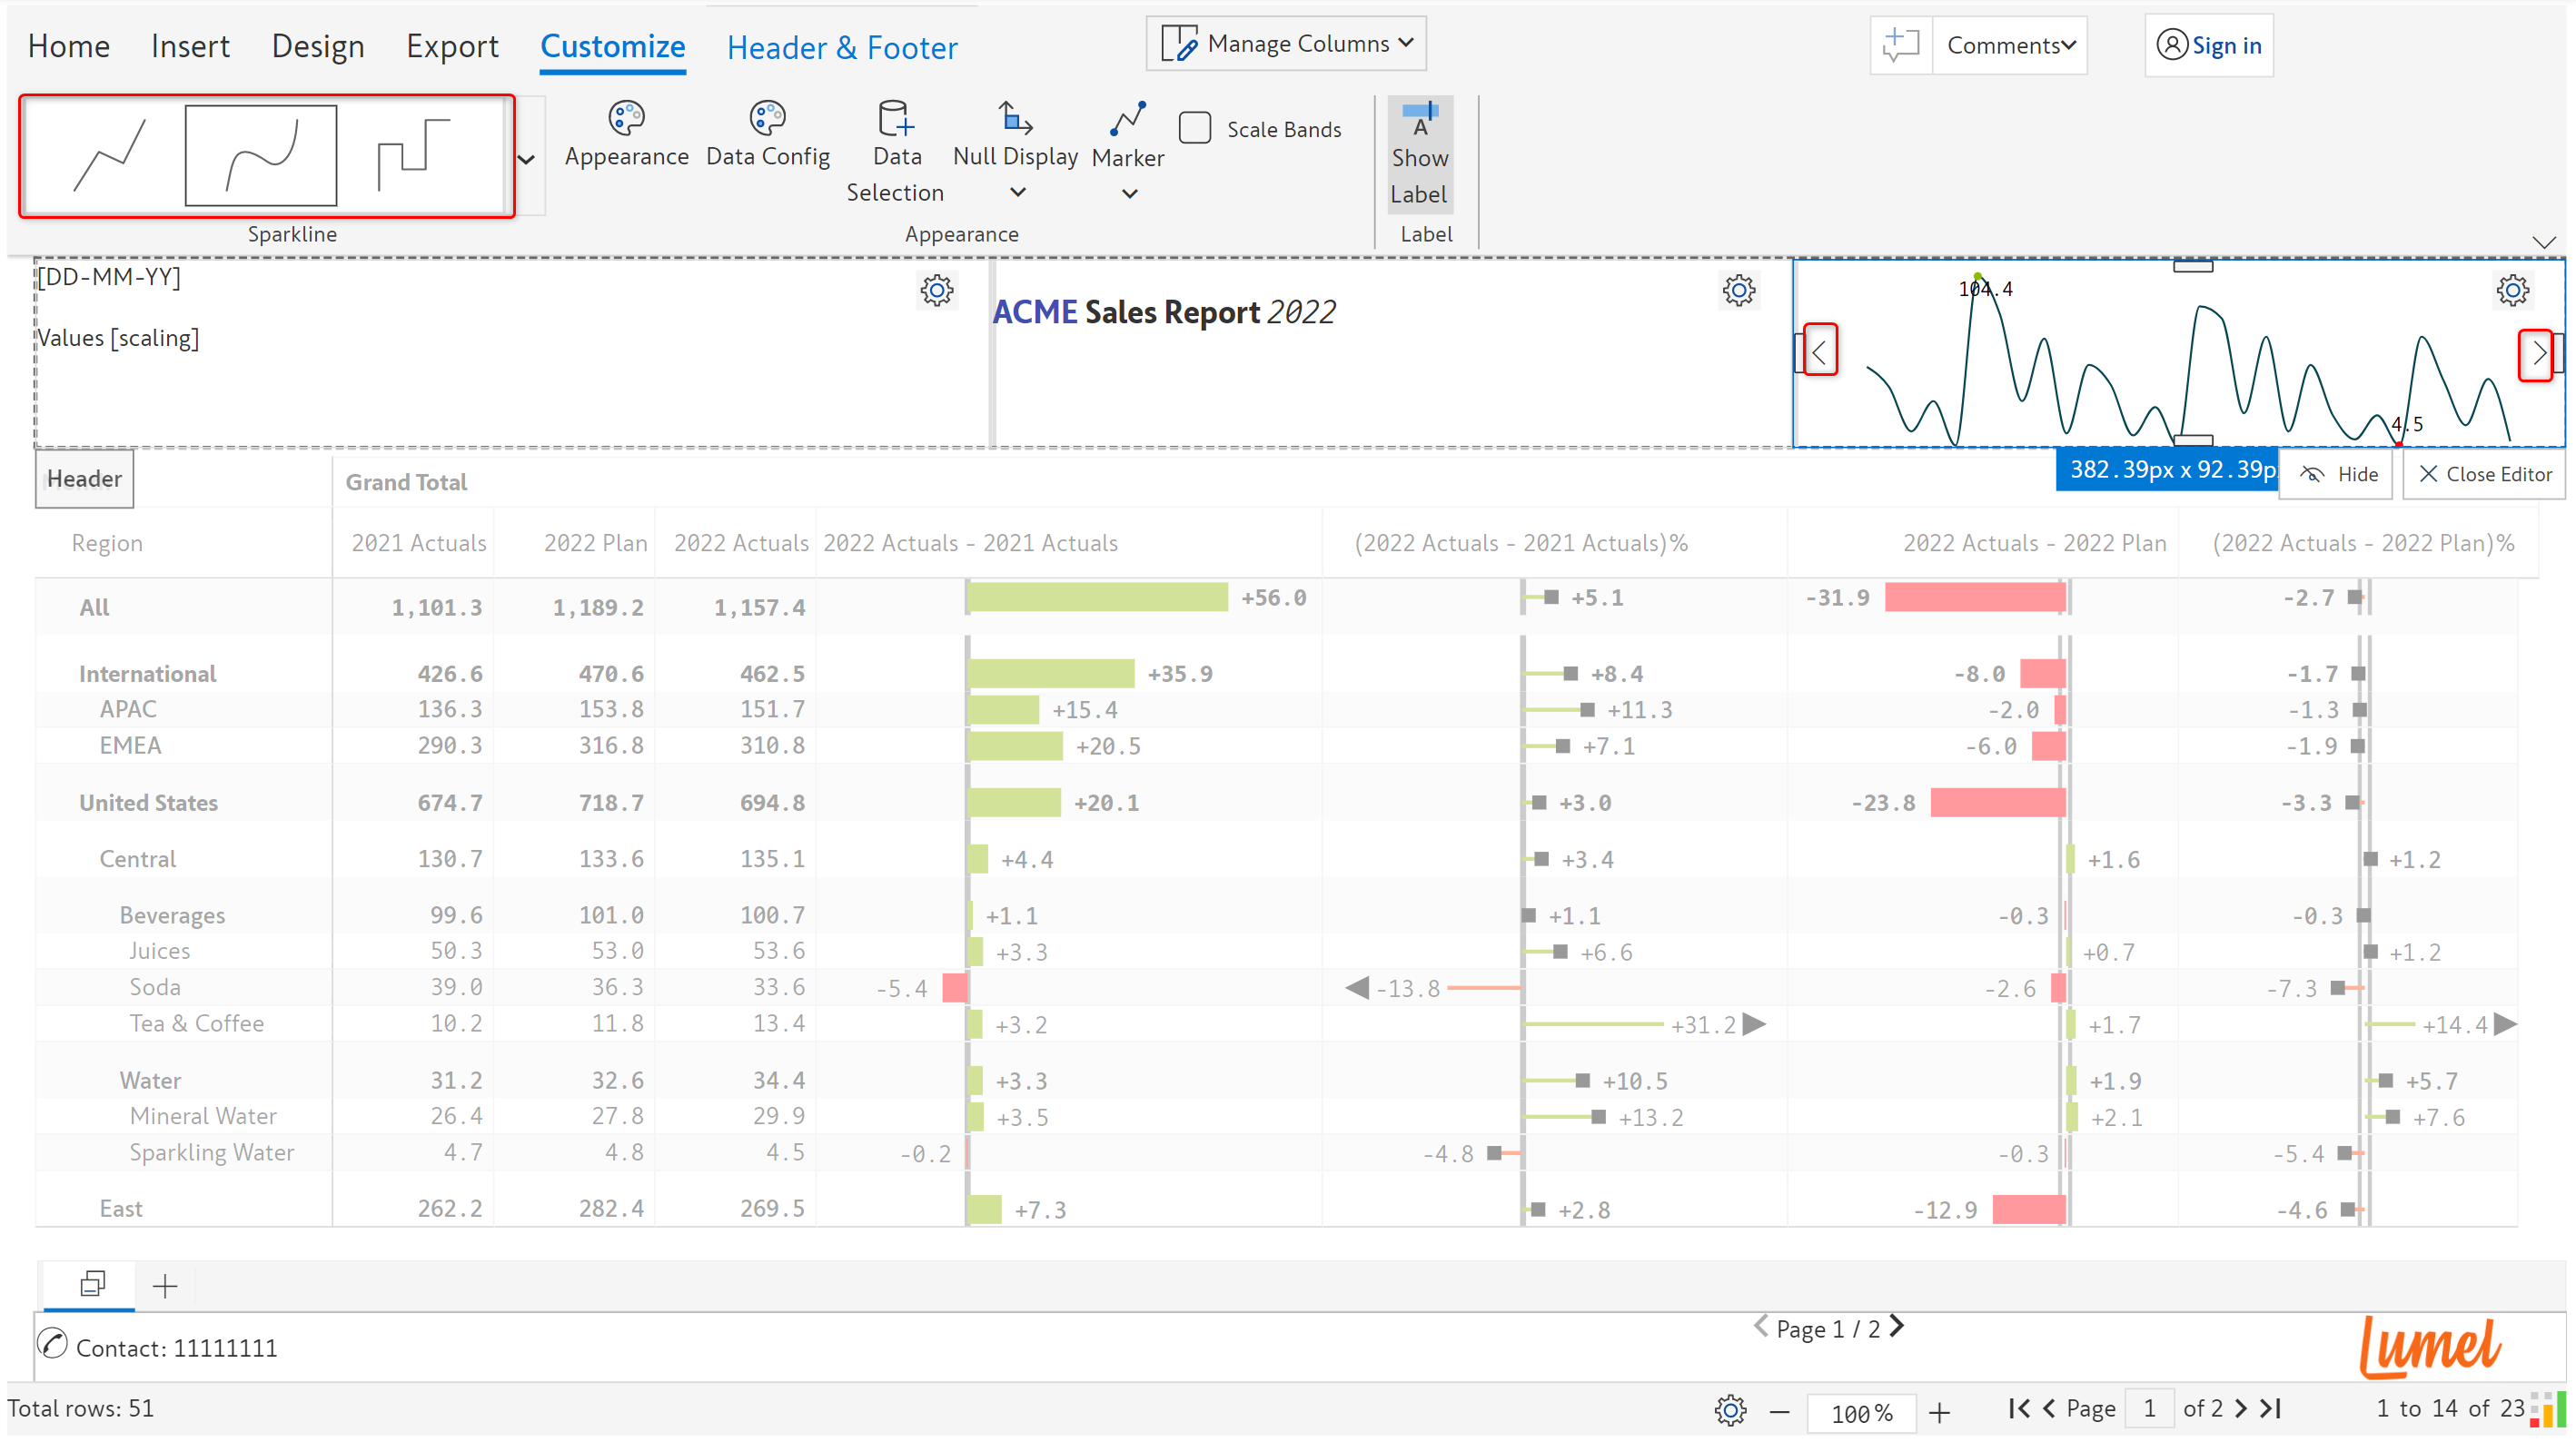 Home Insert Design Export Customize Header & Footer Manage Columns Comments Sign in
Appearance Data Config Data Selection Null Display Marker Scale Bands Show Label
Sparkline Appearance Label
[DD-MM-YY]
Values [scaling]
ACME Sales Report 2022
104.4
4.5
Header Grand Total 382.39px x 92.39p Hide Close Editor
Region 2021 Actuals 2022 Plan 2022 Actuals 2022 Actuals - 2021 Actuals (2022 Actuals - 2021 Actuals)% 2022 Actuals - 2022 Plan (2022 Actuals - 2022 Plan)%
All 1,101.3 1,189.2 1,157.4 +56.0 +5.1 -31.9 -2.7
International 426.6 470.6 462.5 +35.9 +8.4 -8.0 -1.7
APAC 136.3 153.8 151.7 +15.4 +11.3 -2.0 -1.3
EMEA 290.3 316.8 310.8 +20.5 +7.1 -6.0 -1.9
United States 674.7 718.7 694.8 +20.1 +3.0 -23.8 -3.3
Central 130.7 133.6 135.1 +4.4 +3.4 +1.6 +1.2
Beverages 99.6 101.0 100.7 +1.1 +1.1 -0.3 -0.3
Juices 50.3 53.0 53.6 +3.3 +6.6 +0.7 +1.2
Soda 39.0 36.3 33.6 -5.4 -13.8 -2.6 -7.3
Tea & Coffee 10.2 11.8 13.4 +3.2 +31.2 +1.7 +14.4
Water 31.2 32.6 34.4 +3.3 +10.5 +1.9 +5.7
Mineral Water 26.4 27.8 29.9 +3.5 +13.2 +2.1 +7.6
Sparkling Water 4.7 4.8 4.5 -0.2 -4.8 -0.3 -5.4
East 262.2 282.4 269.5 +7.3 +2.8 -12.9 -4.6
Contact: 11111111 Page 1 / 2 Lumel
Total rows: 51 100% Page 1 of 2 1 to 14 of 23